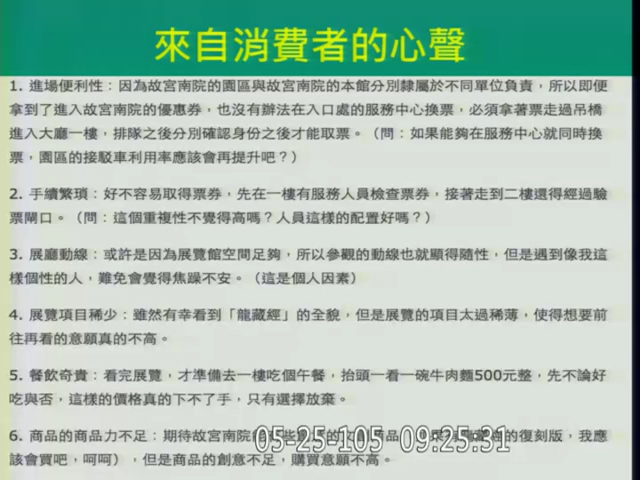 來自消費者的心聲
1. 進場便利性：因為故宮南院的園區與故宮南院的本館分別隸屬於不同單位負責，所以即便
拿到了進入故宮南院的優惠券，也沒有辦法在入口處的服務中心換票，必須拿著票走過吊橋
進入大廳一樓，排隊之後分別確認身份之後才能取票。（問：如果能夠在服務中心就同時換
票，園區的接駁車利用率應該會再提升吧？）
2. 手續繁瑣：好不容易取得票券，先在一樓有服務人員檢查票券，接著走到二樓還得經過驗
票閘口。（問：這個重複性不覺得高嗎？人員這樣的配置好嗎？）
3. 展廳動線：或許是因為展覽館空間足夠，所以參觀的動線也就顯得隨性，但是遇到像我這
樣個性的人，難免會覺得焦躁不安。（這是個人因素）
4. 展覽項目稀少：雖然有幸看到「龍藏經」的全貌，但是展覽的項目太過稀薄，使得想要前
往再看的意願真的不高。
5. 餐飲奇貴：看完展覽，才準備去一樓吃個午餐，抬頭一看一碗牛肉麵500元整，先不論好
吃與否，這樣的價格真的下不了手，只有選擇放棄。
6. 商品的商品力不足：期待故宮南院能有些 的復刻版，我應
該會買吧，呵呵），但是商品的創意不足，購買意願不高。
05-25-105 09:25:31